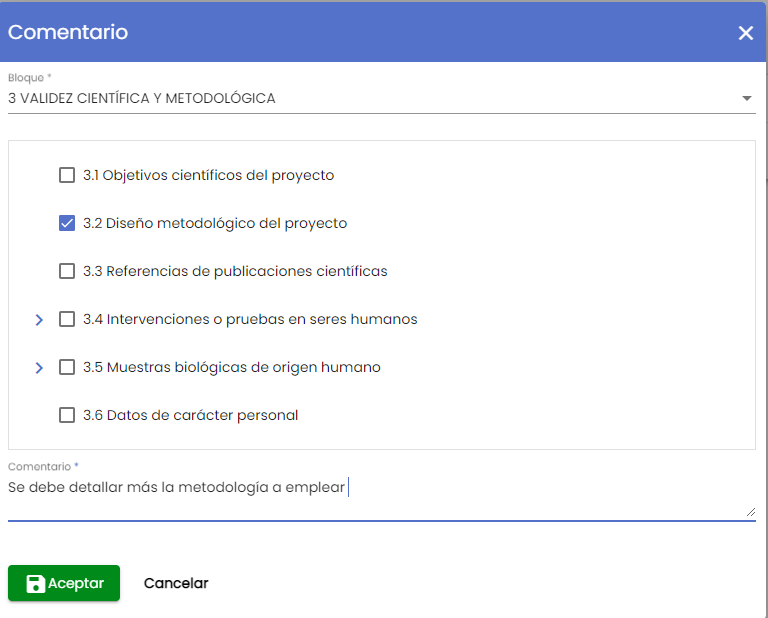 Comentario
Bloque *
3 VALIDEZ CIENTÍFICA Y METODOLÓGICA
3.1 Objetivos científicos del proyecto
3.2 Diseño metodológico del proyecto
3.3 Referencias de publicaciones científicas
3.4 Intervenciones o pruebas en seres humanos
3.5 Muestras biológicas de origen humano
3.6 Datos de carácter personal
Comentario *
Se debe detallar más la metodología a emplear
Aceptar Cancelar